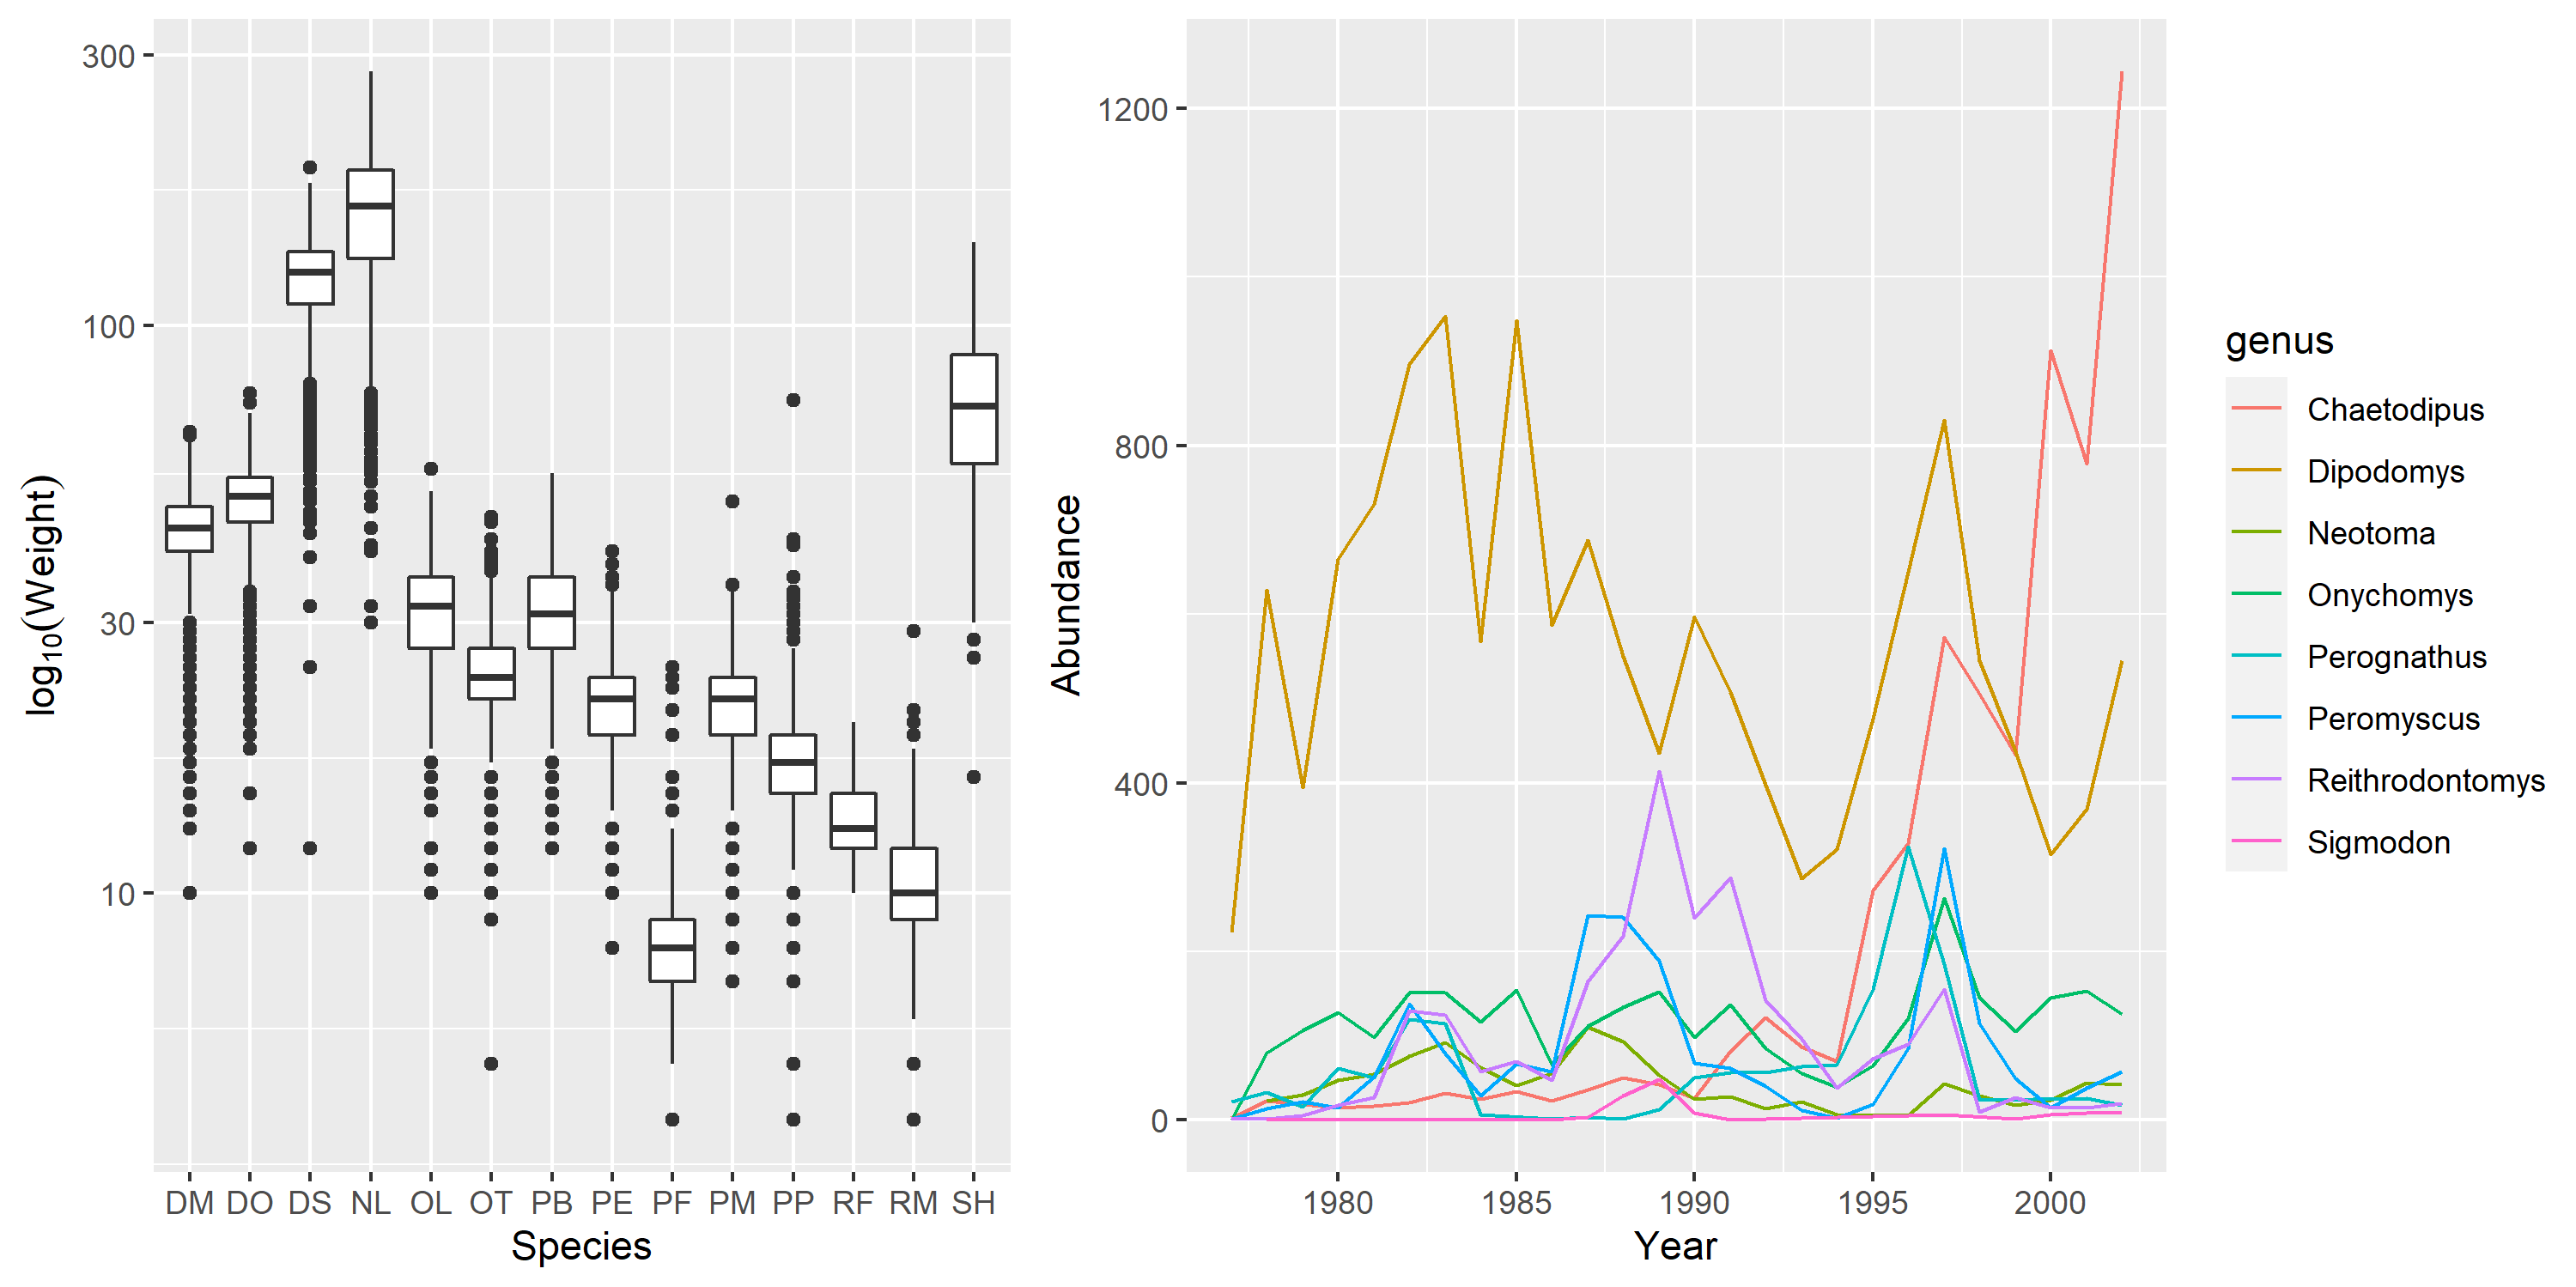 300
100
30
10
log10(Weight)
DM DO DS NL OL OT PB PE PF PM PP RF RM SH
Species
1200
800
400
0
Abundance
1980 1985 1990 1995 2000
Year
genus
Chaetodipus
Dipodomys
Neotoma
Onychomys
Perognathus
Peromyscus
Reithrodontomys
Sigmodon